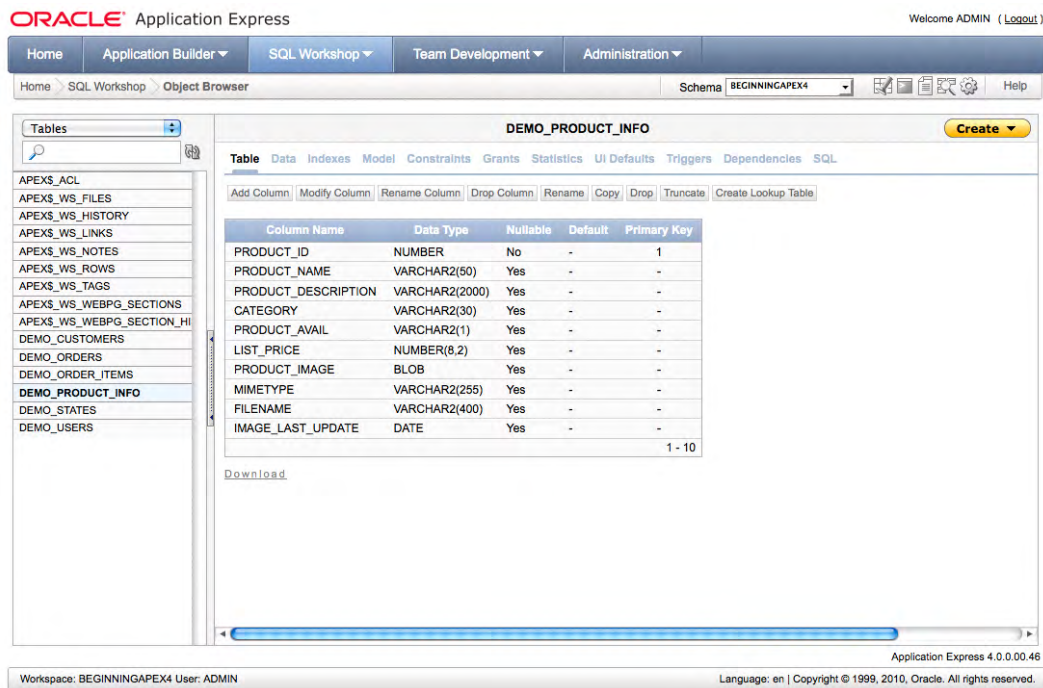 ORACLE Application Express
Welcome ADMIN ( Logout )
Home Application Builder SQL Workshop Team Development Administration
Home SQL Workshop Object Browser
Schema BEGINNINGAPEX4 Help
Tables
APEX$_ACL
APEX$_WS_FILES
APEX$_WS_HISTORY
APEX$_WS_LINKS
APEX$_WS_NOTES
APEX$_WS_ROWS
APEX$_WS_TAGS
APEX$_WS_WEBPG_SECTIONS
APEX$_WS_WEBPG_SECTION_HI
DEMO_CUSTOMERS
DEMO_ORDERS
DEMO_ORDER_ITEMS
DEMO_PRODUCT_INFO
DEMO_STATES
DEMO_USERS
DEMO_PRODUCT_INFO
Create
Table Data Indexes Model Constraints Grants Statistics UI Defaults Triggers Dependencies SQL
Add Column Modify Column Rename Column Drop Column Rename Copy Drop Truncate Create Lookup Table
Column Name Data Type Nullable Default Primary Key
PRODUCT_ID NUMBER No - 1
PRODUCT_NAME VARCHAR2(50) Yes - -
PRODUCT_DESCRIPTION VARCHAR2(2000) Yes - -
CATEGORY VARCHAR2(30) Yes - -
PRODUCT_AVAIL VARCHAR2(1) Yes - -
LIST_PRICE NUMBER(8,2) Yes - -
PRODUCT_IMAGE BLOB Yes - -
MIMETYPE VARCHAR2(255) Yes - -
FILENAME VARCHAR2(400) Yes - -
IMAGE_LAST_UPDATE DATE Yes - -
1 - 10
Download
Application Express 4.0.0.00.46
Workspace: BEGINNINGAPEX4 User: ADMIN
Language: en | Copyright © 1999, 2010, Oracle. All rights reserved.